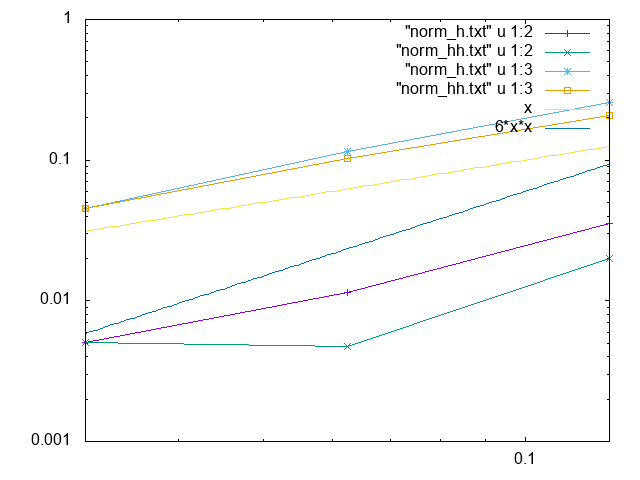 1
0.1
0.01
0.001
0.1
"norm_h.txt" u 1:2
"norm_hh.txt" u 1:2
"norm_h.txt" u 1:3
"norm_hh.txt" u 1:3
x
6*x*x